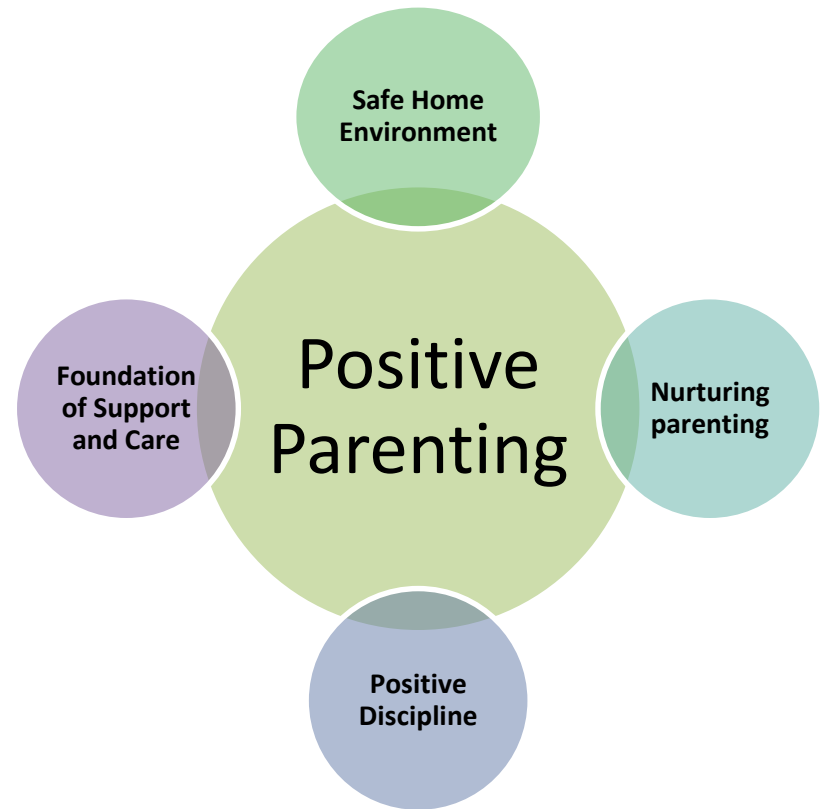 Safe Home
Environment
Foundation
of Support
and Care
Positive
Parenting
Nurturing
parenting
Positive
Discipline